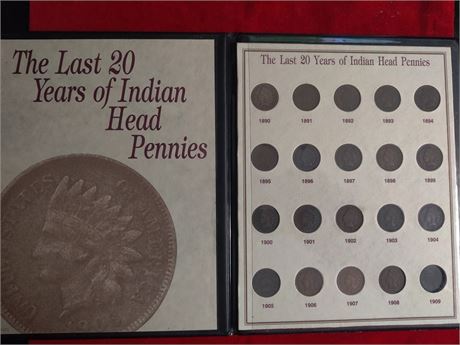 The Last 20
Years of Indian
Head
Pennies
The Last 20 Years of Indian Head Pennies
1890 1891 1892 1893 1894
1895 1896 1897 1898 1899
1900 1901 1902 1903 1904
1905 1906 1907 1908 1909